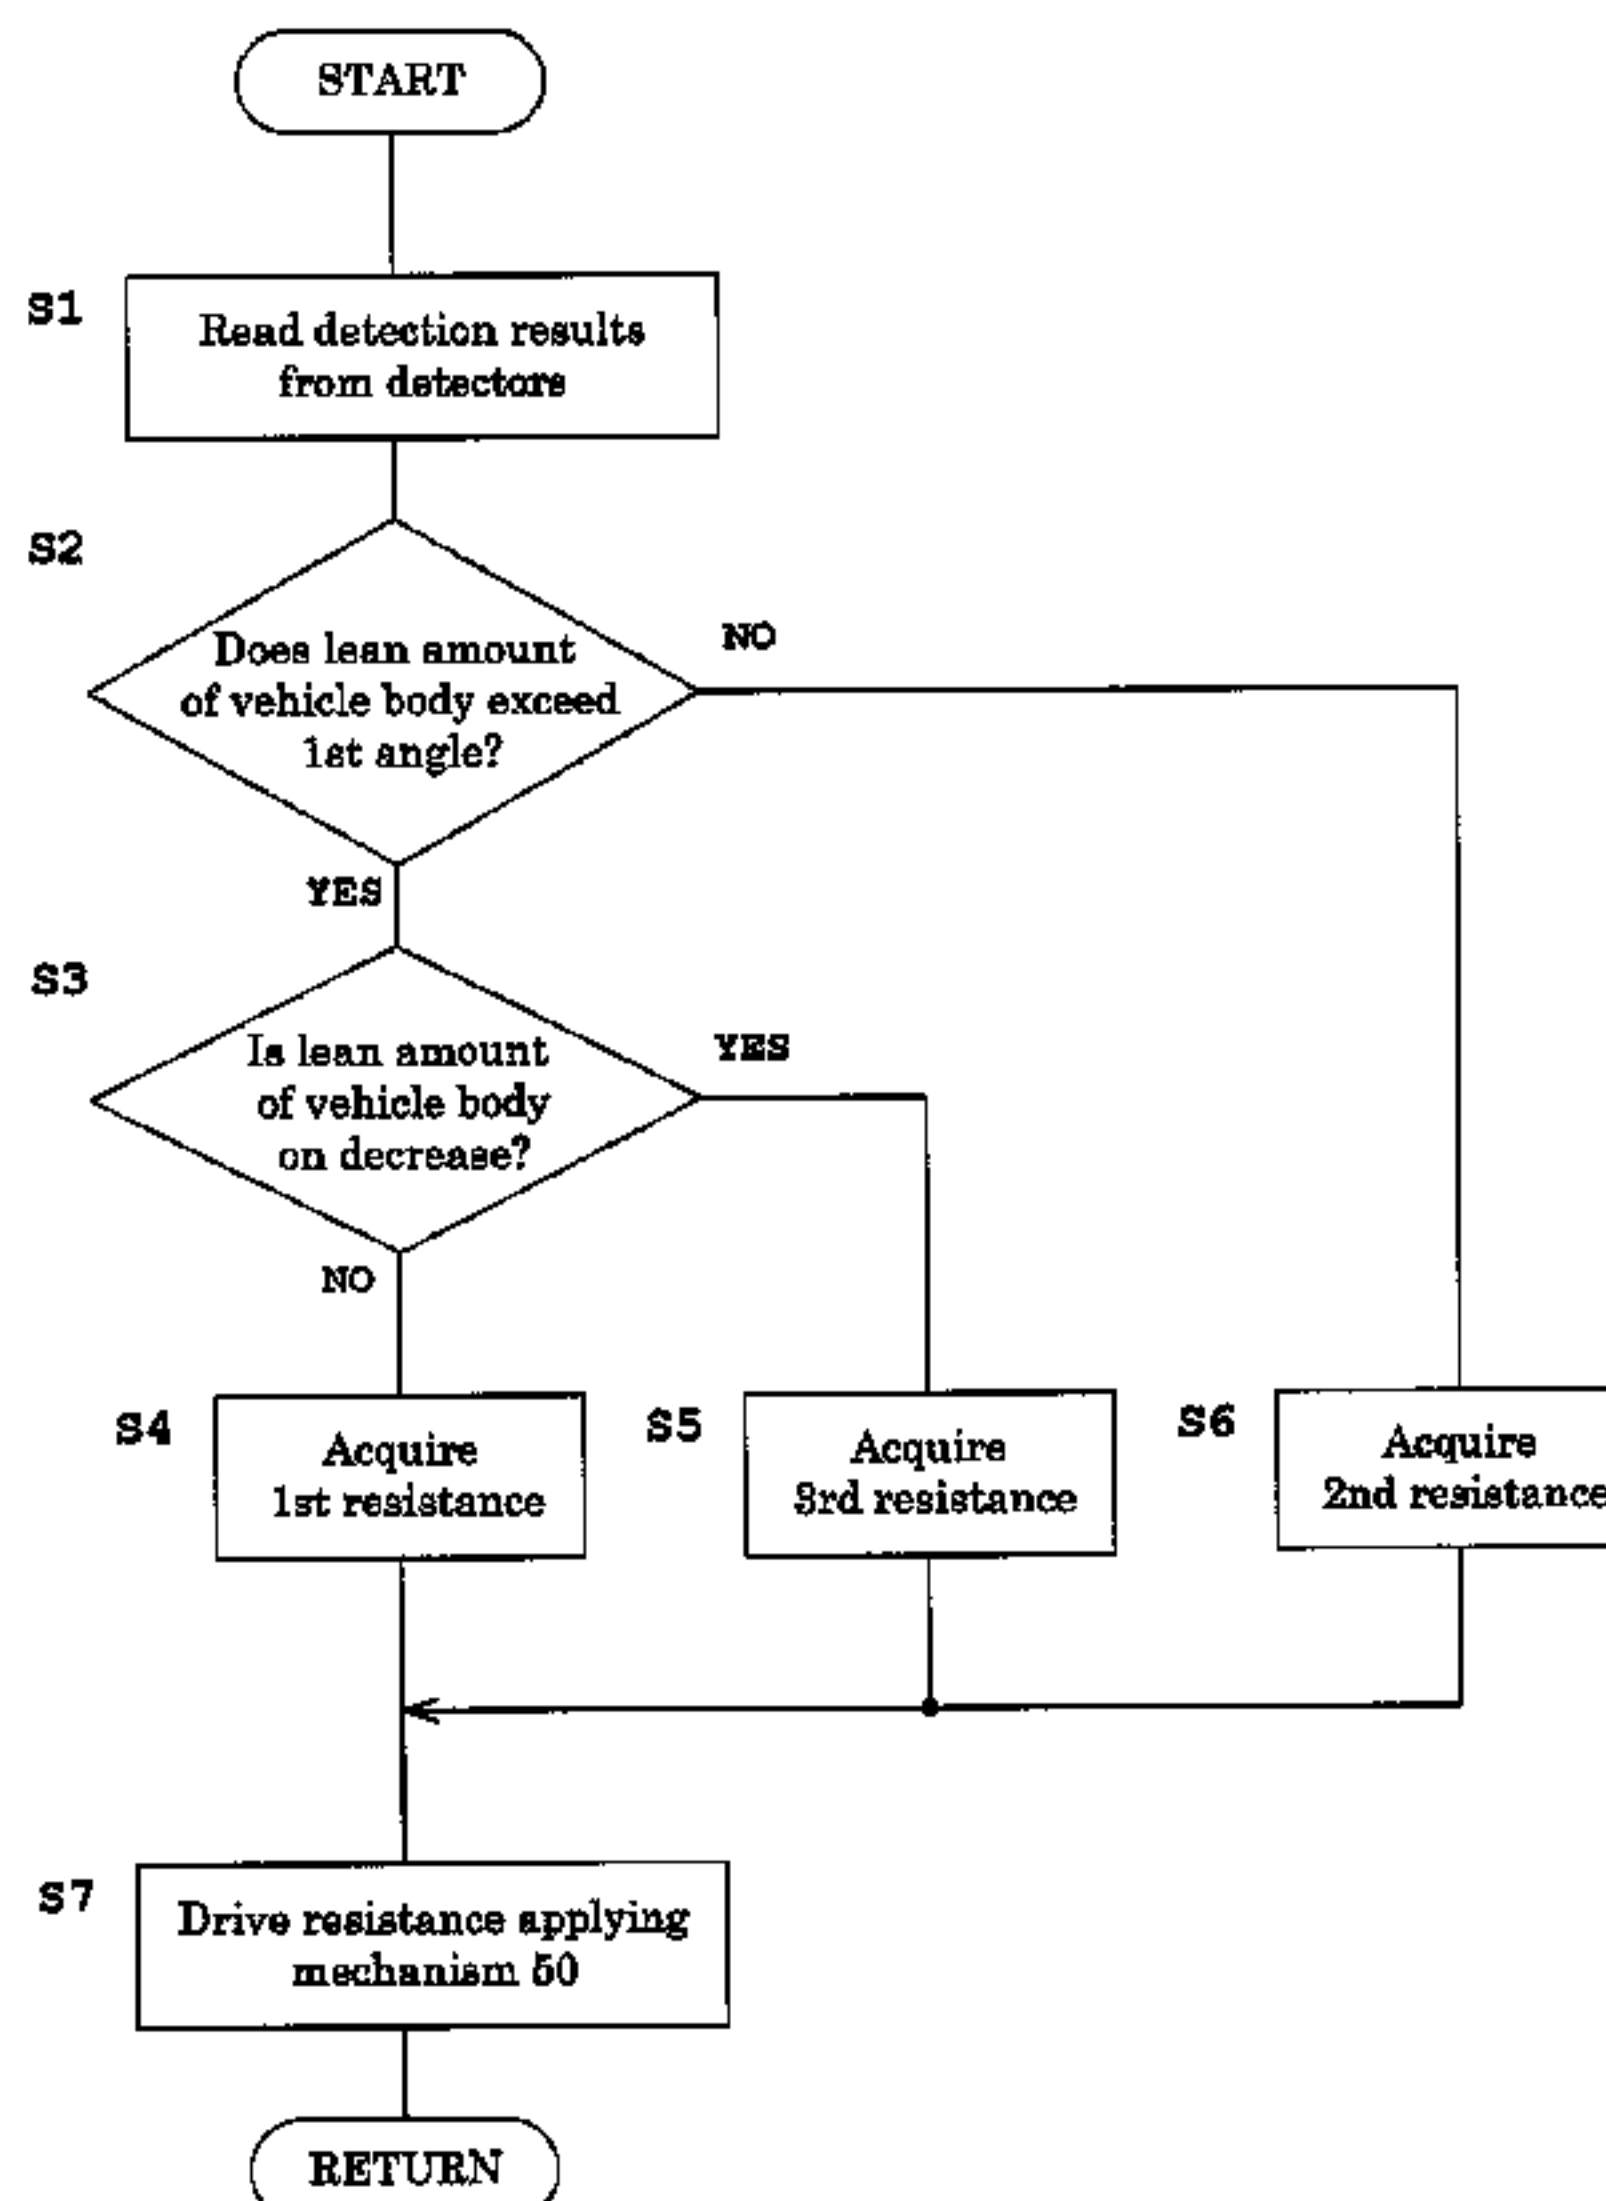 START
S1
Read detection results
from detectors
S2
Does lean amount
of vehicle body exceed
1st angle?
NO
YES
S3
Is lean amount
of vehicle body
on decrease?
YES
NO
S4
Acquire
1st resistance
S5
Acquire
3rd resistance
S6
Acquire
2nd resistance
S7
Drive resistance applying
mechanism 50
RETURN